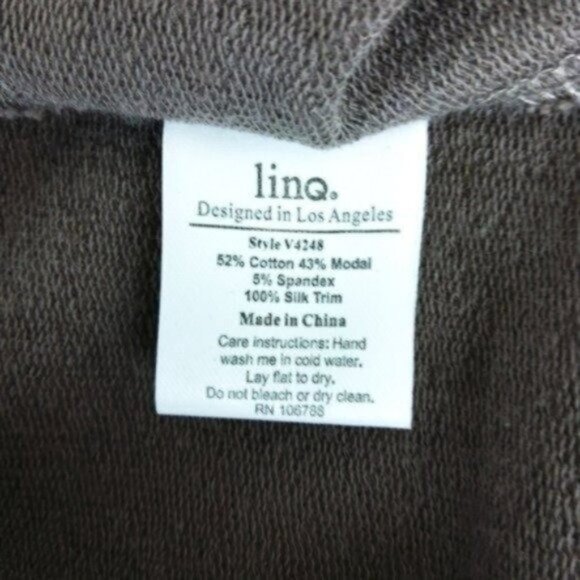 linQ.
Designed in Los Angeles
Style V4248
52% Cotton 43% Modal
5% Spandex
100% Silk Trim
Made in China
Care instructions: Hand
wash me in cold water.
Lay flat to dry.
Do not bleach or dry clean.
RN 106788